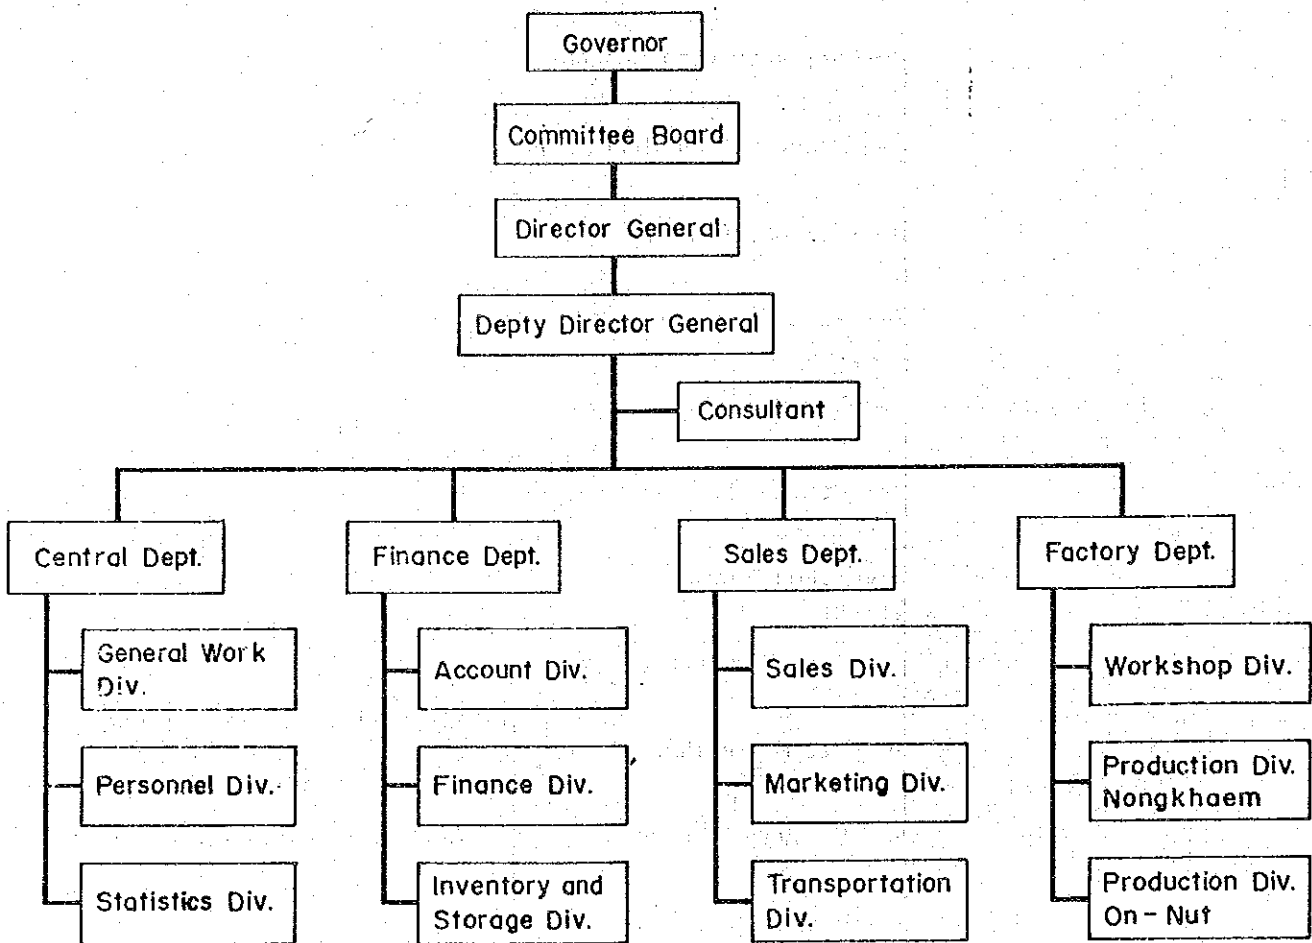 Governor
Committee Board
Director General
Depty Director General
Consultant
Central Dept.
General Work
Div.
Personnel Div.
Statistics Div.
Finance Dept.
Account Div.
Finance Div.
Inventory and
Storage Div.
Sales Dept.
Sales Div.
Marketing Div.
Transportation
Div.
Factory Dept.
Workshop Div.
Production Div.
Nongkhaem
Production Div.
On-Nut